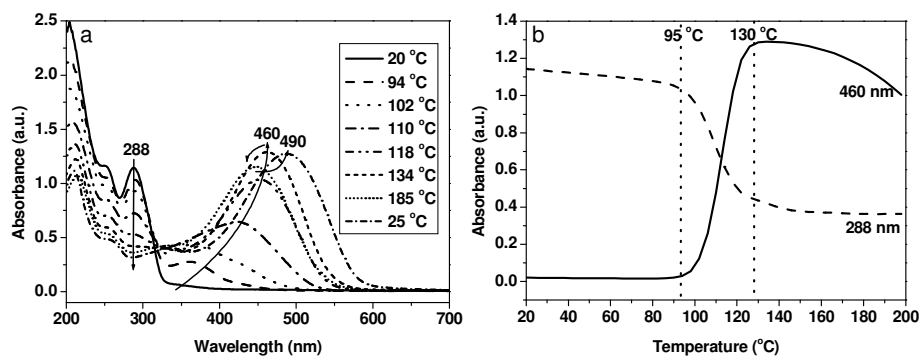 a
2.5
2.0
1.5
1.0
0.5
0.0
Absorbance (a.u.)
200 300 400 500 600 700
Wavelength (nm)
288
460
490
20 °C
94 °C
102 °C
110 °C
118 °C
134 °C
185 °C
25 °C
b
1.4
1.2
1.0
0.8
0.6
0.4
0.2
0.0
Absorbance (a.u.)
20 40 60 80 100 120 140 160 180 200
Temperature (°C)
95 °C
130 °C
460 nm
288 nm